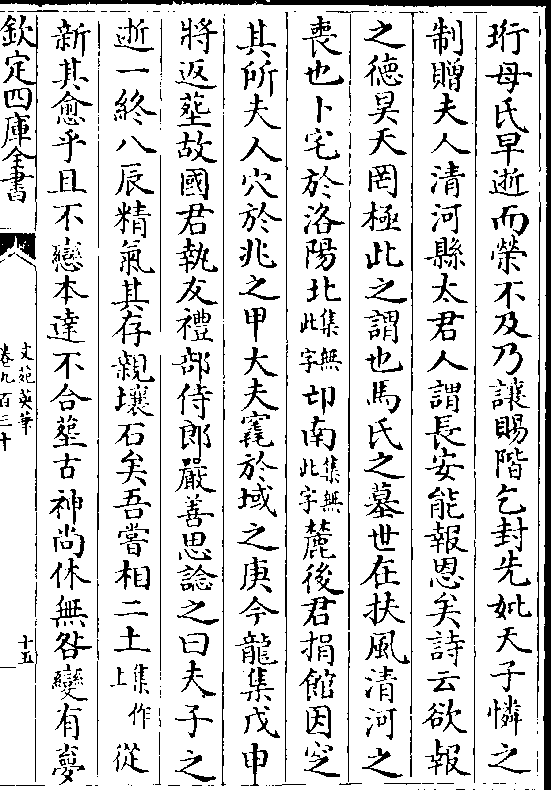 珩母氏早逝而榮不及乃讓賜階乞封先妣天子憐之
制贈夫人清河縣太君人謂長安能報恩矣詩云欲報
之德昊天罔極此之謂也馬氏之墓世在扶風清河之
喪也卜宅於洛陽北集無此字邙南集無此字麓後君捐館因窆
其所夫人穴於兆之甲大夫窀於域之庚今龍集戊申
將返葬故國君執友禮部侍郎嚴善思諗之曰夫子之
逝一終八辰精氣其存親壤石矣吾嘗相二土集作上從
新其愈乎且不戀本達不合葬古神尚休無咎變有夢
欽定四庫全書
文苑英華
卷九百三十
十五